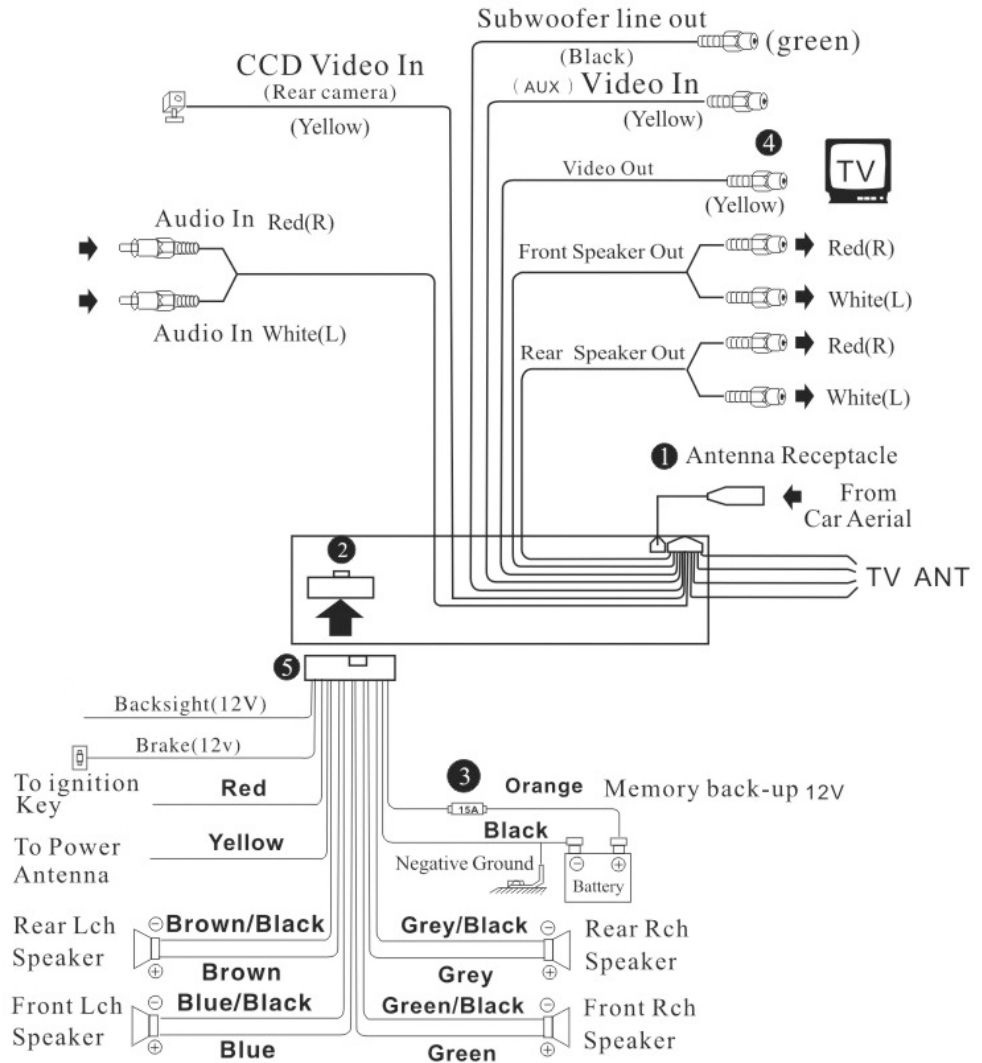 Subwoofer line out
(Black)
(green)
CCD Video In
(Rear camera)
(Yellow)
( AUX ) Video In
(Yellow)
4
Video Out
(Yellow)
TV
Audio In Red(R)
Audio In White(L)
Front Speaker Out
Red(R)
White(L)
Rear Speaker Out
Red(R)
White(L)
1 Antenna Receptacle
From
Car Aerial
2
TV ANT
5
Backsight(12V)
Brake(12v)
To ignition
Key
Red
To Power
Antenna
Yellow
3
15A
Orange
Memory back-up 12V
Black
Negative Ground
⊖ ⊕
Battery
Rear Lch
Speaker
⊖ Brown/Black
⊕ Brown
Grey/Black ⊖
Grey ⊕
Rear Rch
Speaker
Front Lch
Speaker
⊖ Blue/Black
⊕ Blue
Green/Black ⊖
Green ⊕
Front Rch
Speaker